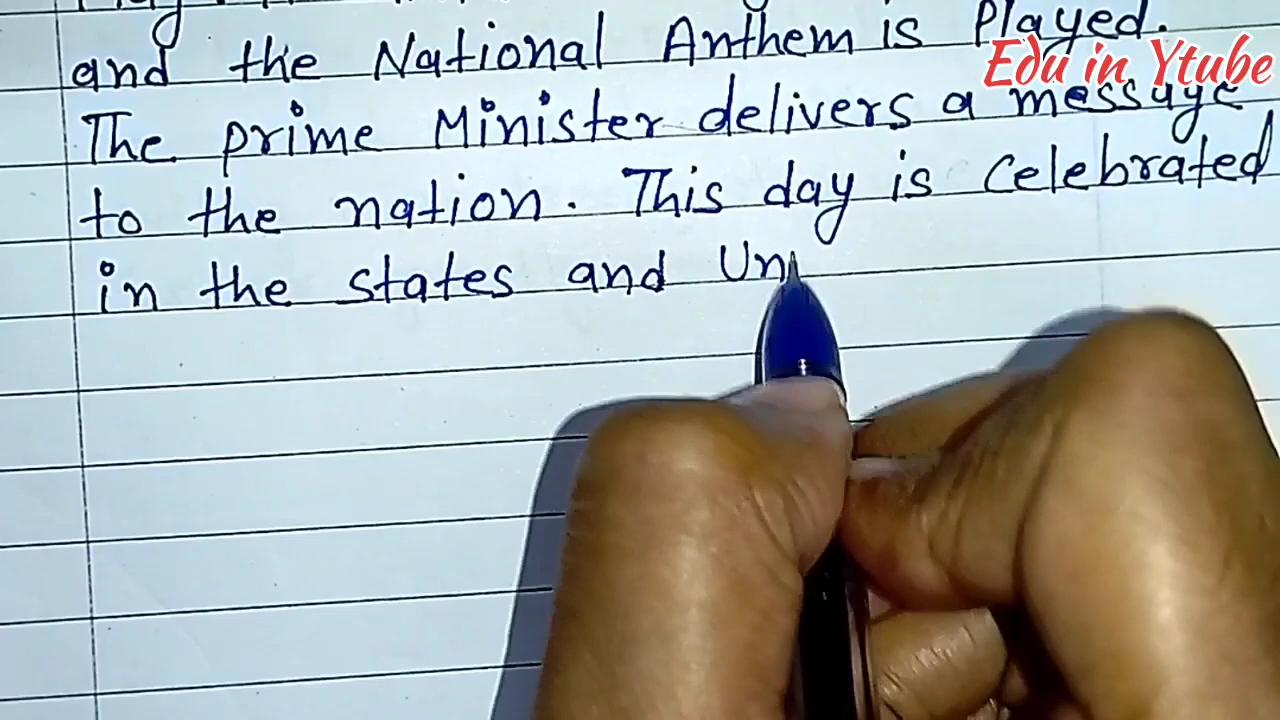 and the National Anthem is Played.
Edu in Ytube
The prime Minister delivers a message
to the nation. This day is celebrated
in the states and Un